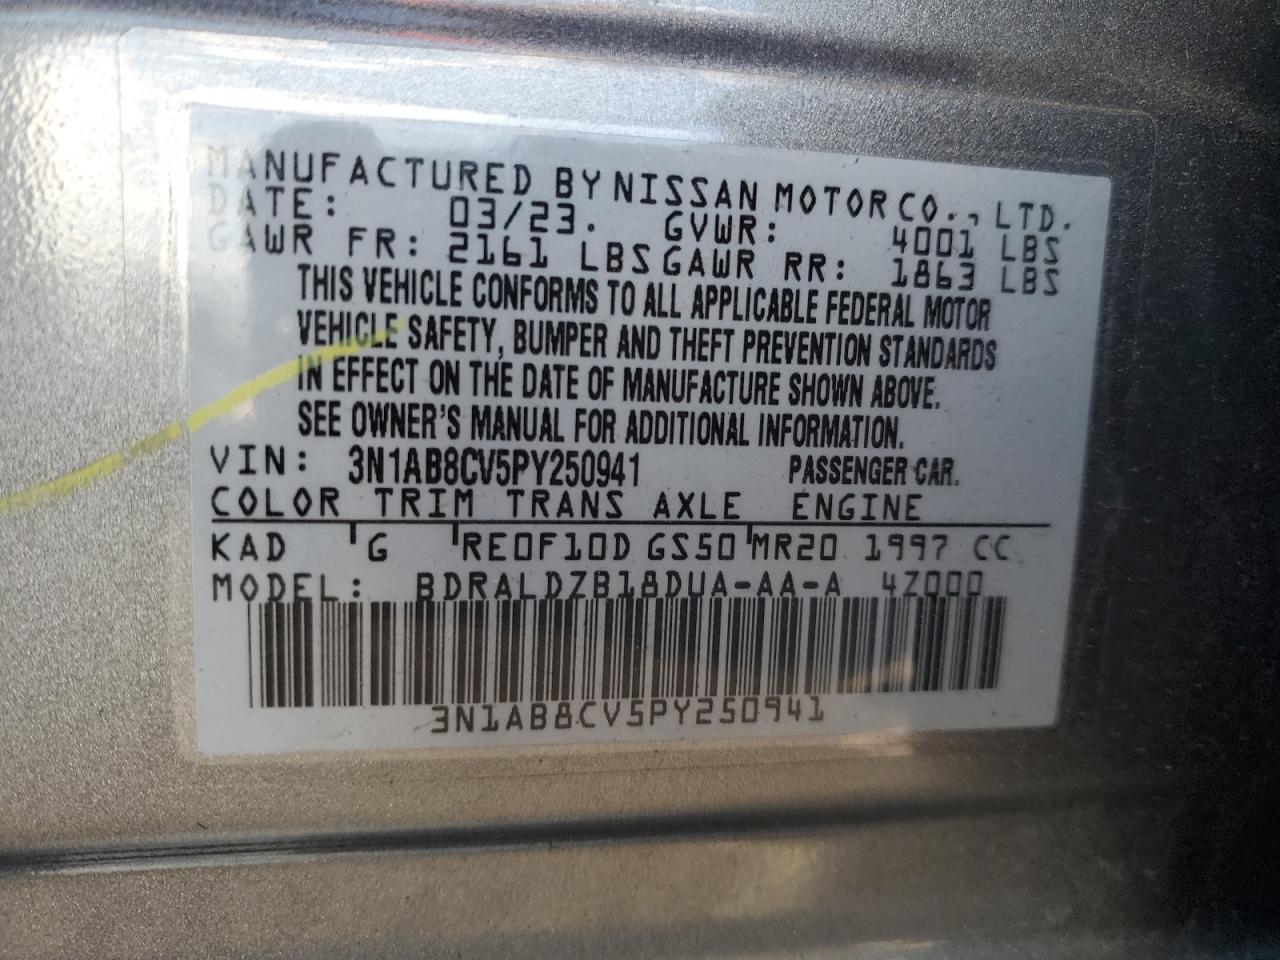 MANUFACTURED BY NISSAN MOTOR CO., LTD.
DATE: 03/23. GVWR: 4001 LBS
GAWR FR: 2161 LBS GAWR RR: 1863 LBS
THIS VEHICLE CONFORMS TO ALL APPLICABLE FEDERAL MOTOR
VEHICLE SAFETY, BUMPER AND THEFT PREVENTION STANDARDS
IN EFFECT ON THE DATE OF MANUFACTURE SHOWN ABOVE.
SEE OWNER'S MANUAL FOR ADDITIONAL INFORMATION.
VIN: 3N1AB8CV5PY250941 PASSENGER CAR.
COLOR TRIM TRANS AXLE ENGINE
KAD G RE0F10D GS50 MR20 1997 CC
MODEL: BDRALDZB18DUA-AA-A 4Z000
3N1AB8CV5PY250941